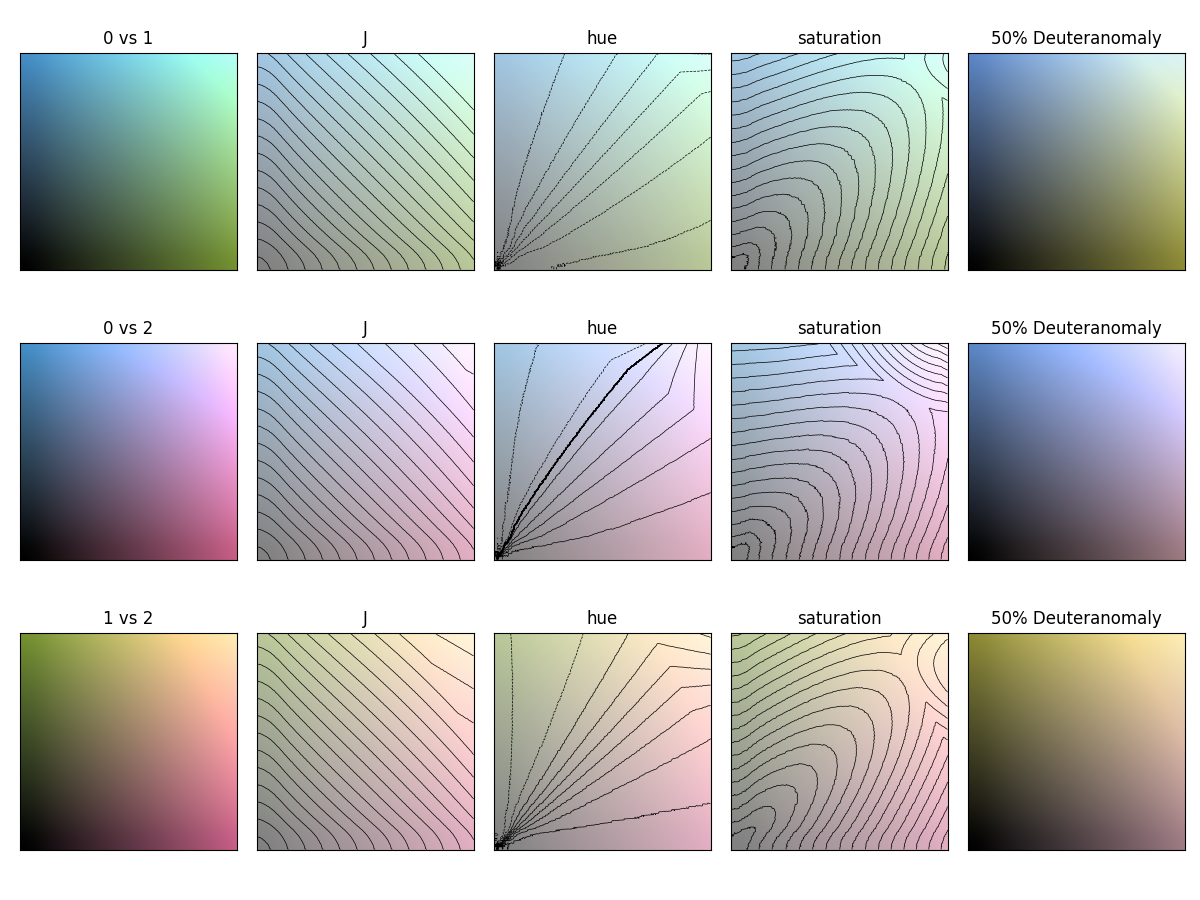 0 vs 1 J hue saturation 50% Deuteranomaly
0 vs 2 J hue saturation 50% Deuteranomaly
1 vs 2 J hue saturation 50% Deuteranomaly